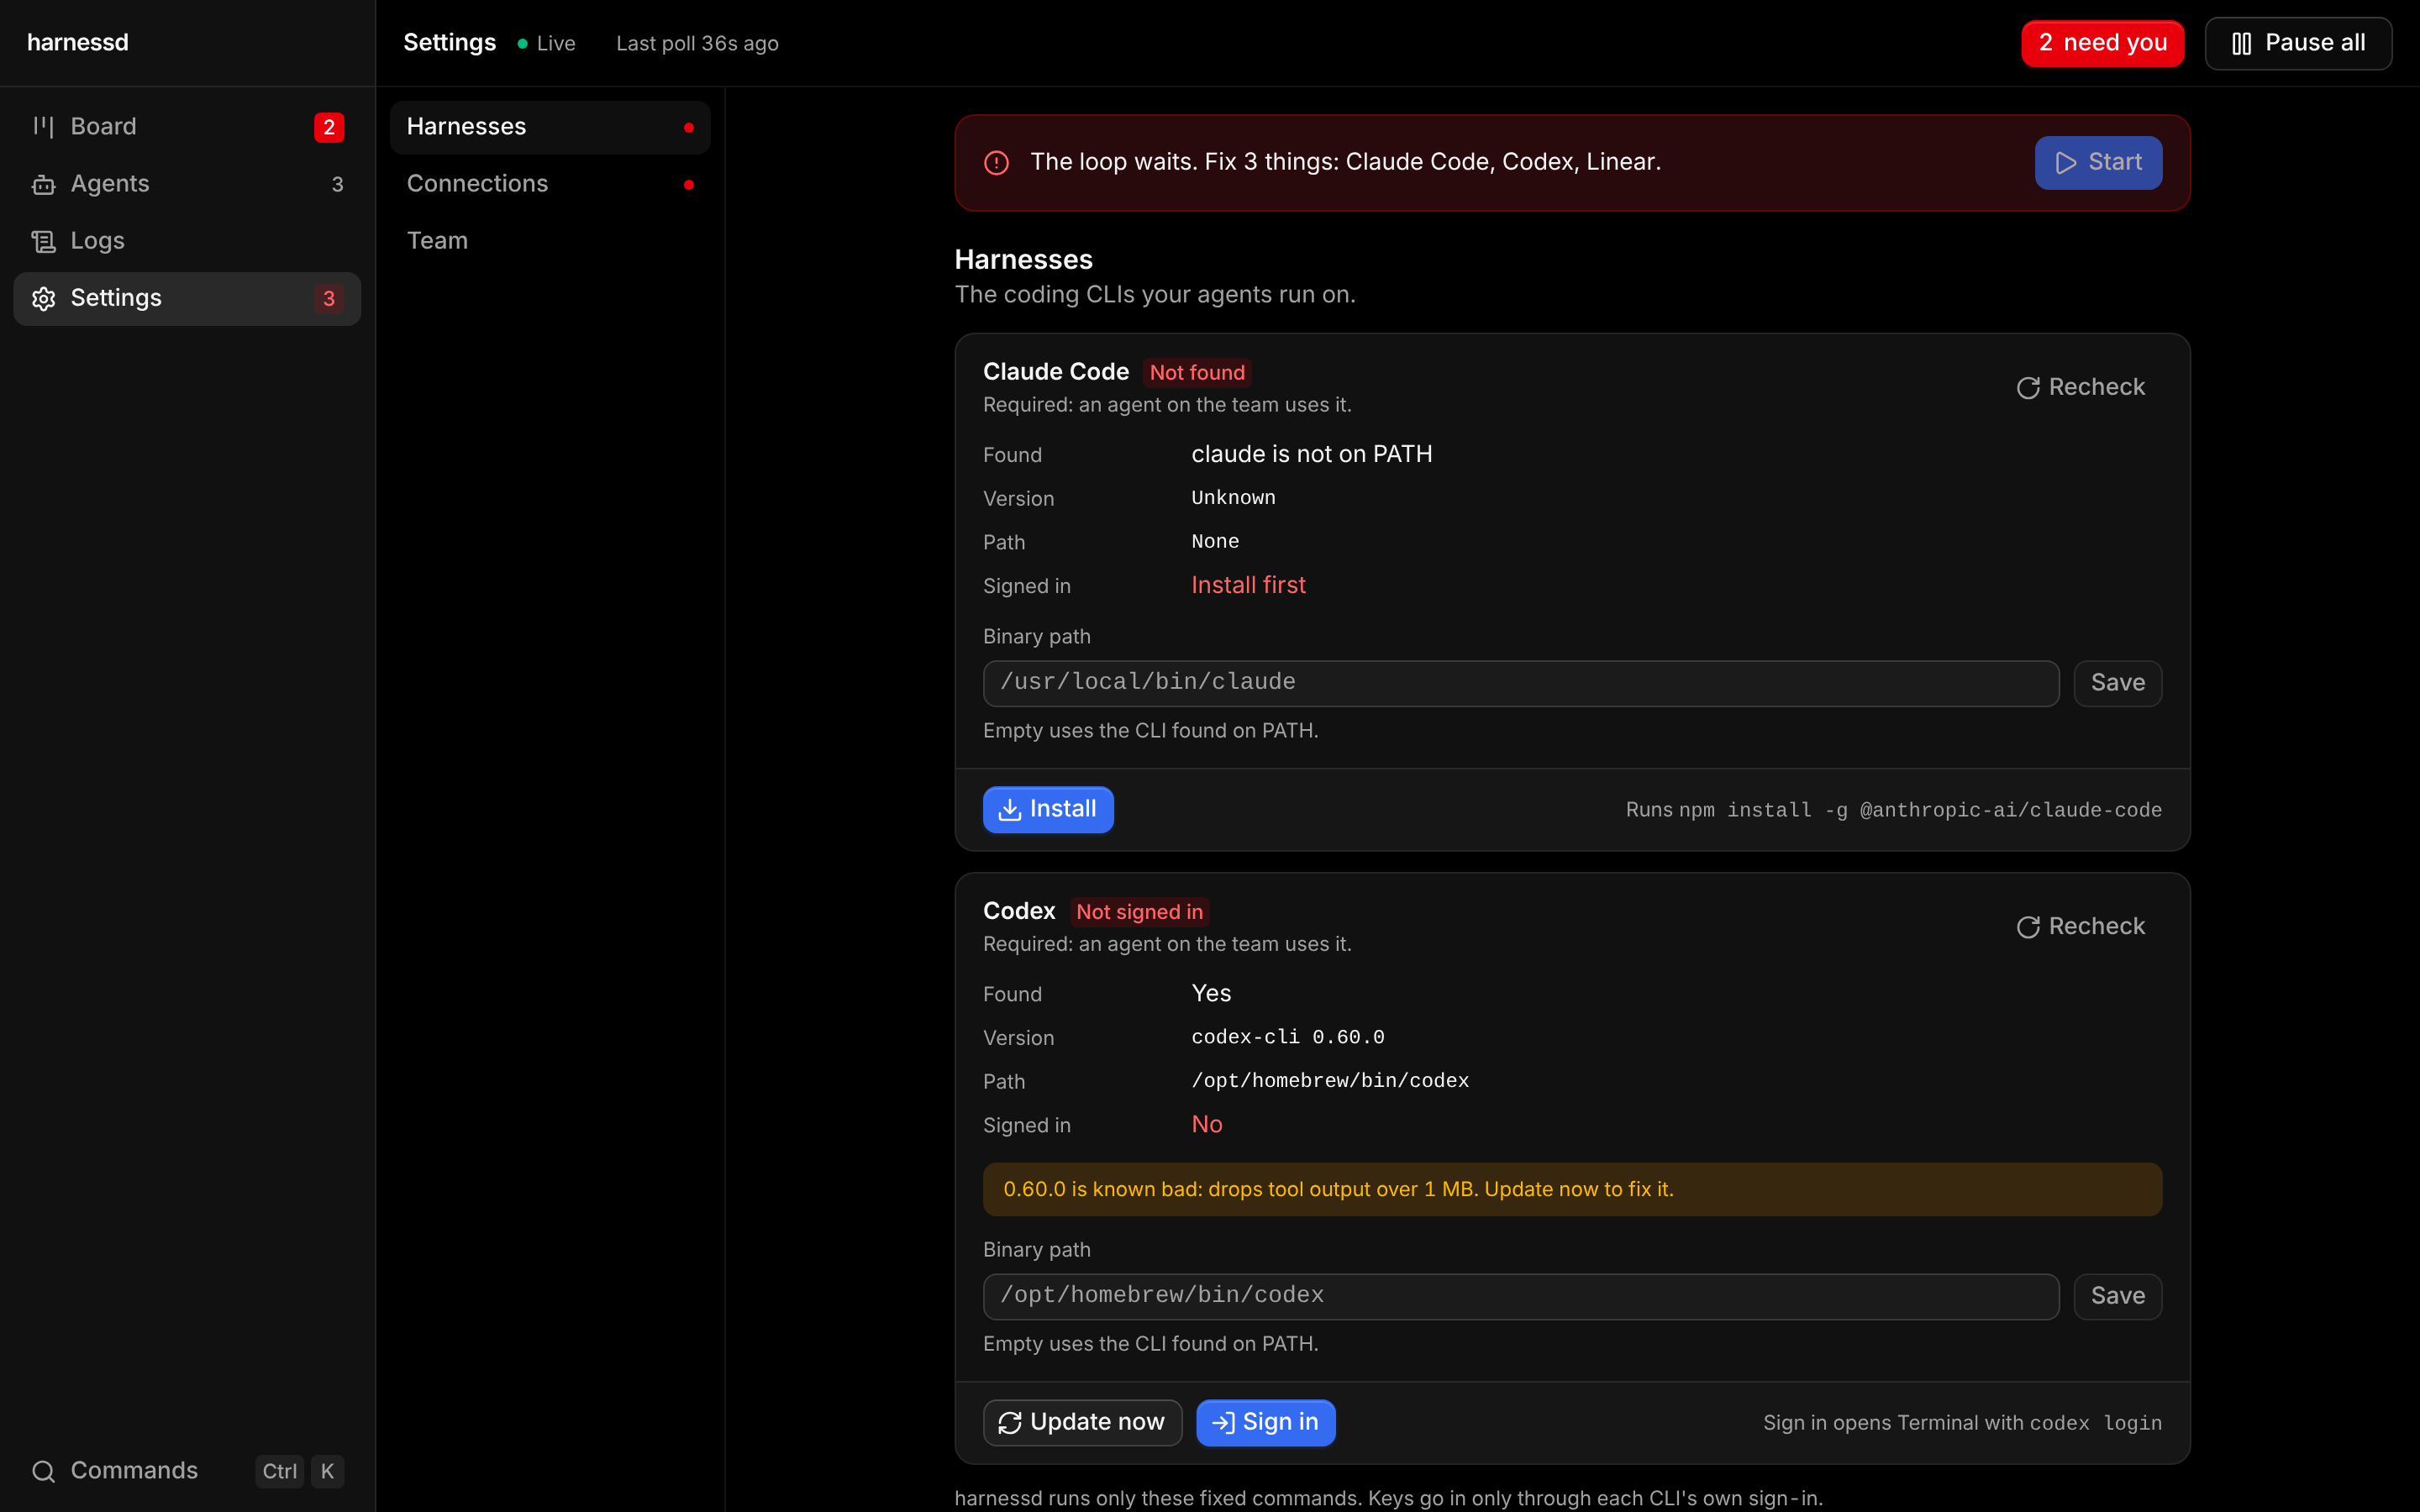 harnessd
Board 2
Agents 3
Logs
Settings 3
Commands Ctrl K
Settings Live Last poll 36s ago
2 need you Pause all
Harnesses
Connections
Team
The loop waits. Fix 3 things: Claude Code, Codex, Linear. Start
Harnesses
The coding CLIs your agents run on.
Claude Code Not found Recheck
Required: an agent on the team uses it.
Found claude is not on PATH
Version Unknown
Path None
Signed in Install first
Binary path
/usr/local/bin/claude Save
Empty uses the CLI found on PATH.
Install Runs npm install -g @anthropic-ai/claude-code
Codex Not signed in Recheck
Required: an agent on the team uses it.
Found Yes
Version codex-cli 0.60.0
Path /opt/homebrew/bin/codex
Signed in No
0.60.0 is known bad: drops tool output over 1 MB. Update now to fix it.
Binary path
/opt/homebrew/bin/codex Save
Empty uses the CLI found on PATH.
Update now Sign in Sign in opens Terminal with codex login
harnessd runs only these fixed commands. Keys go in only through each CLI's own sign-in.